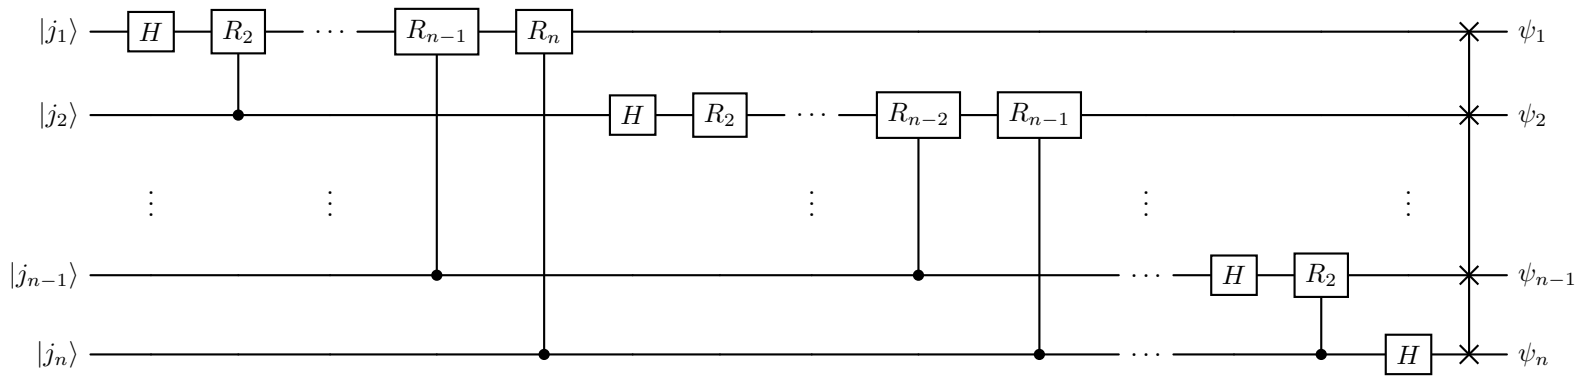 |j₁⟩ H R₂ ··· Rₙ₋₁ Rₙ ψ₁
|j₂⟩ H R₂ ··· Rₙ₋₂ Rₙ₋₁ ψ₂
⋮ ⋮ ⋮ ⋮ ⋮
|jₙ₋₁⟩ ··· H R₂ ψₙ₋₁
|jₙ⟩ ··· H ψₙ